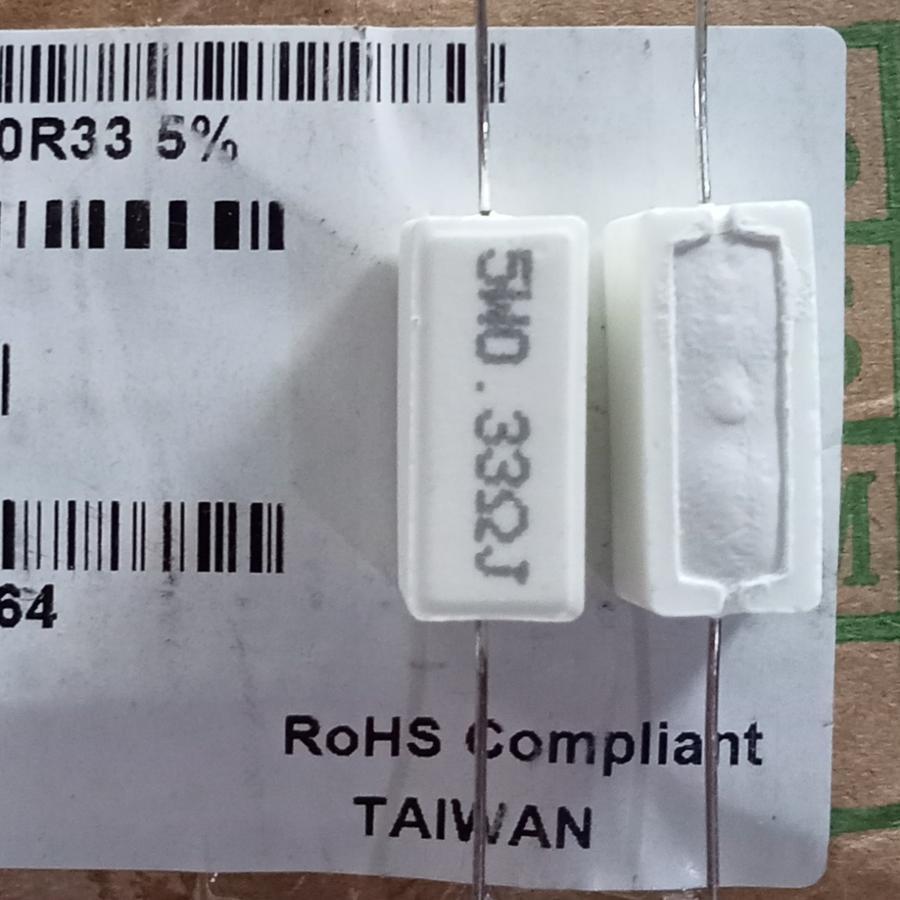 0R33 5%
5W0.33ΩJ
64
RoHS Compliant
TAIWAN